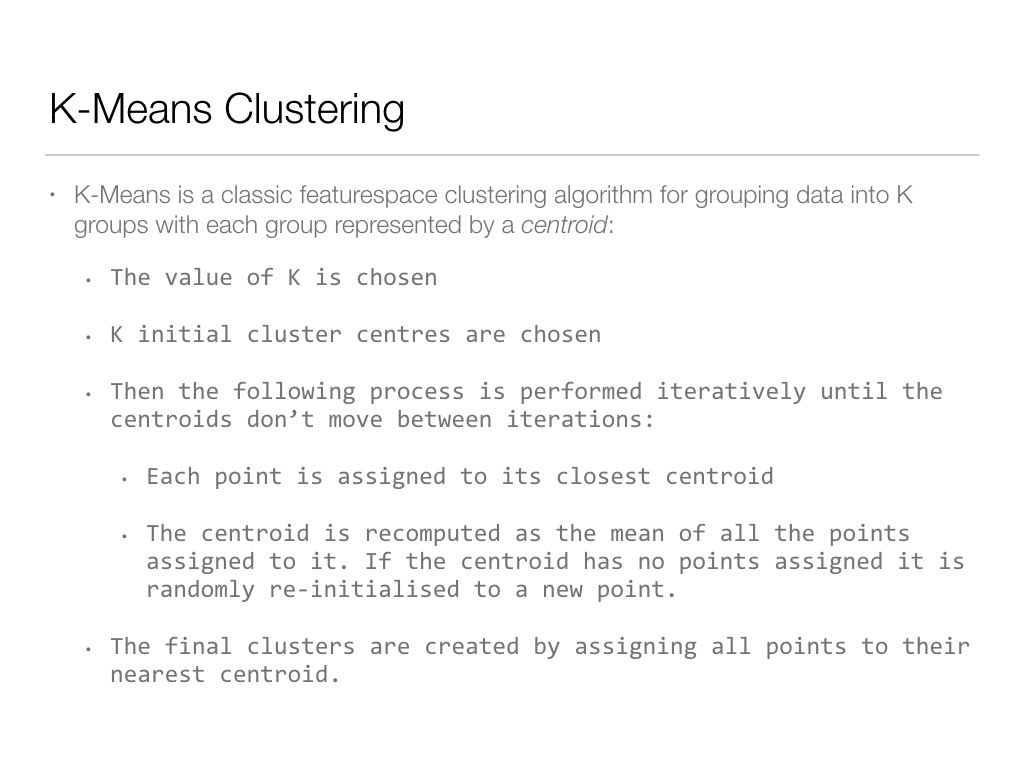 K-Means Clustering
• K-Means is a classic featurespace clustering algorithm for grouping data into K
groups with each group represented by a centroid:
• The value of K is chosen
• K initial cluster centres are chosen
• Then the following process is performed iteratively until the
centroids don’t move between iterations:
• Each point is assigned to its closest centroid
• The centroid is recomputed as the mean of all the points
assigned to it. If the centroid has no points assigned it is
randomly re-initialised to a new point.
• The final clusters are created by assigning all points to their
nearest centroid.